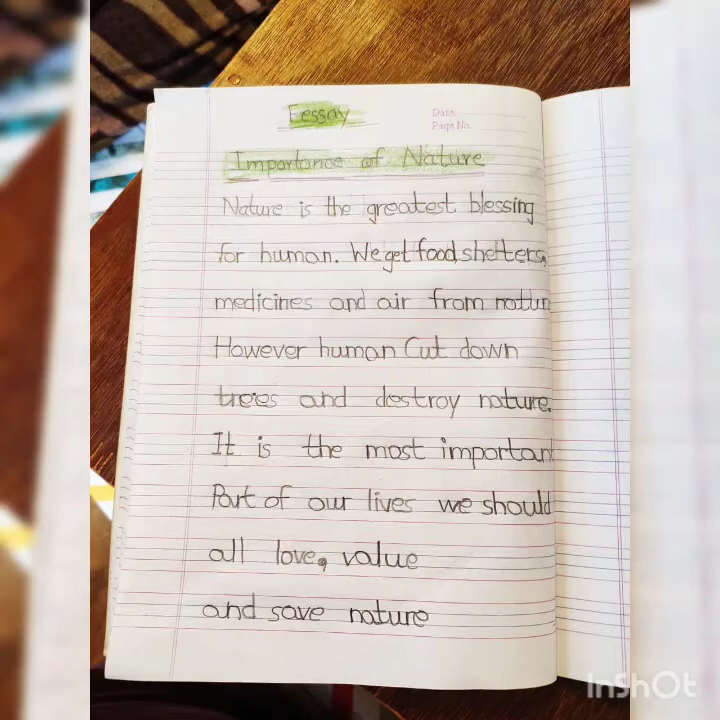 Eessay
Date.
Page No.
Importance of Nature
Nature is the greatest blessing
for human. We get food, shelters,
medicines and air from natur
However human Cut down
trees and destroy nature.
It is the most important
Part of our lives we should
all love, value
and save nature
InShOt